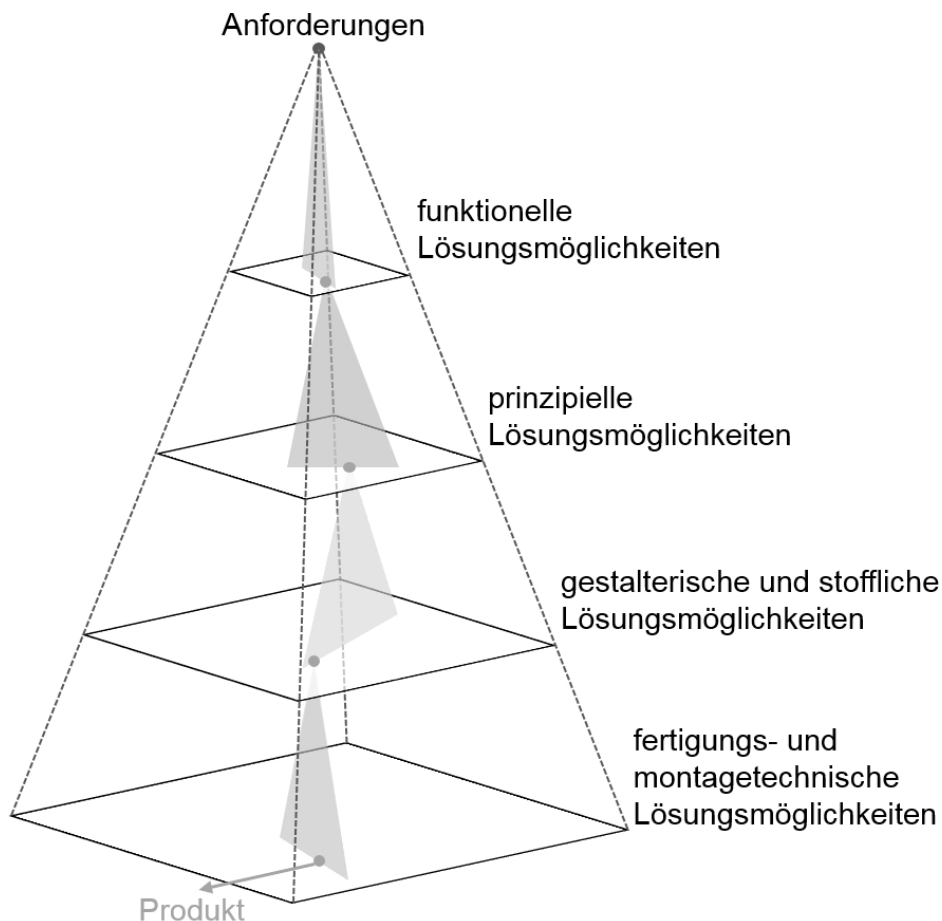 Anforderungen
funktionelle
Lösungsmöglichkeiten
prinzipielle
Lösungsmöglichkeiten
gestalterische und stoffliche
Lösungsmöglichkeiten
fertigungs- und
montagetechnische
Lösungsmöglichkeiten
Produkt